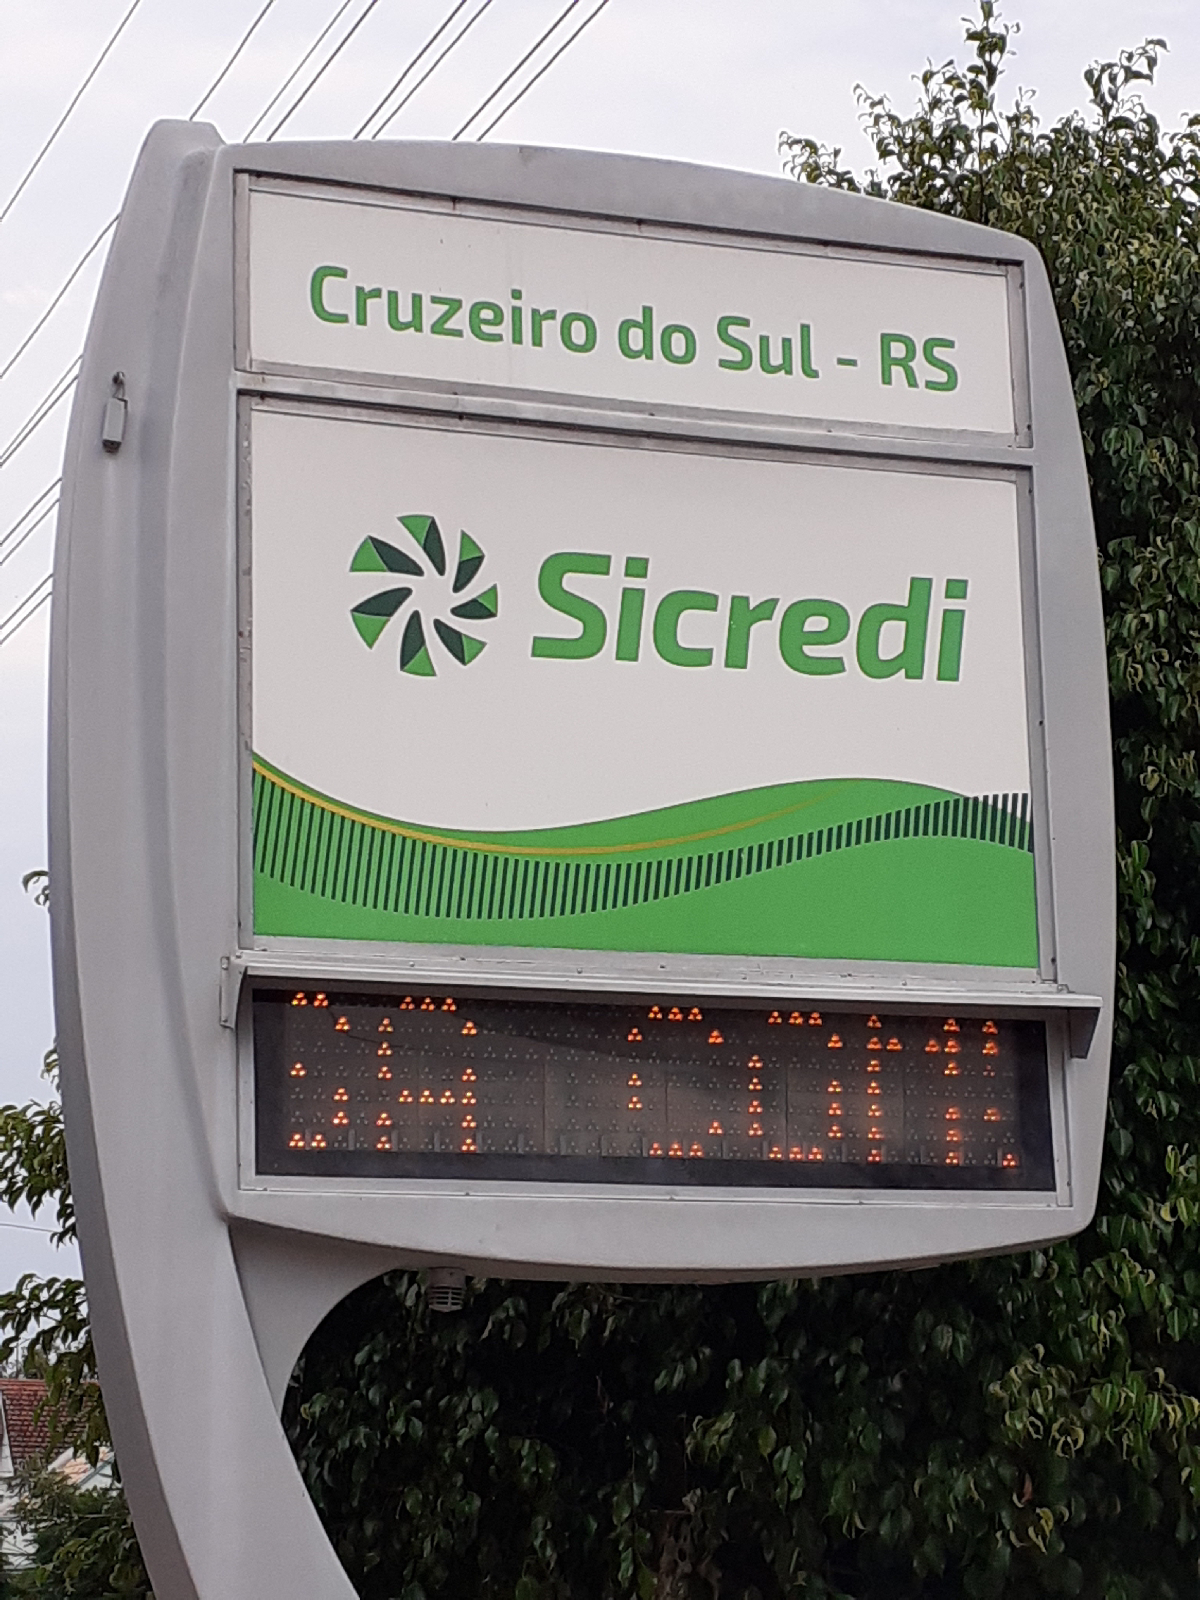 Cruzeiro do Sul - RS
Sicredi